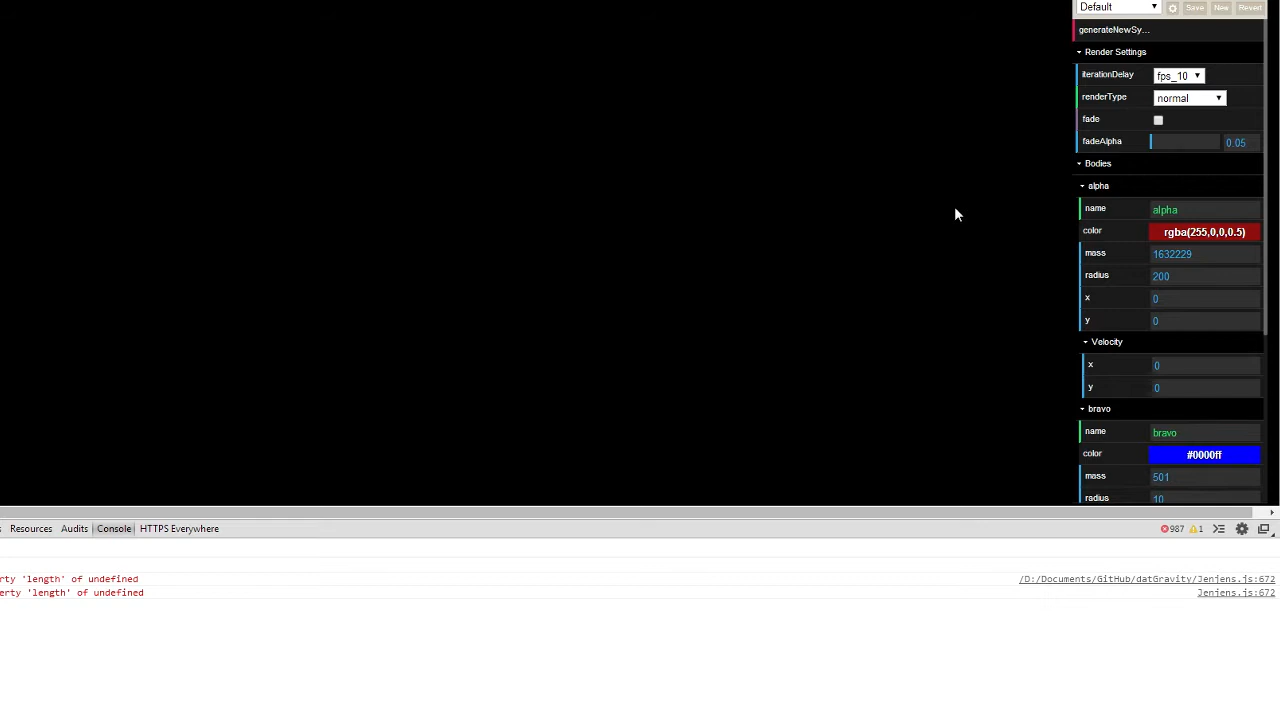 Default Save New Revert
generateNewSy...
Render Settings
iterationDelay fps_10
renderType normal
fade
fadeAlpha 0.05
Bodies
alpha
name alpha
color rgba(255,0,0,0.5)
mass 1632229
radius 200
x 0
y 0
Velocity
x 0
y 0
bravo
name bravo
color #0000ff
mass 501
radius 10
Resources Audits Console HTTPS Everywhere 987 1
rty 'length' of undefined /D:/Documents/GitHub/datGravity/Jenjens.js:672
erty 'length' of undefined Jenjens.js:672